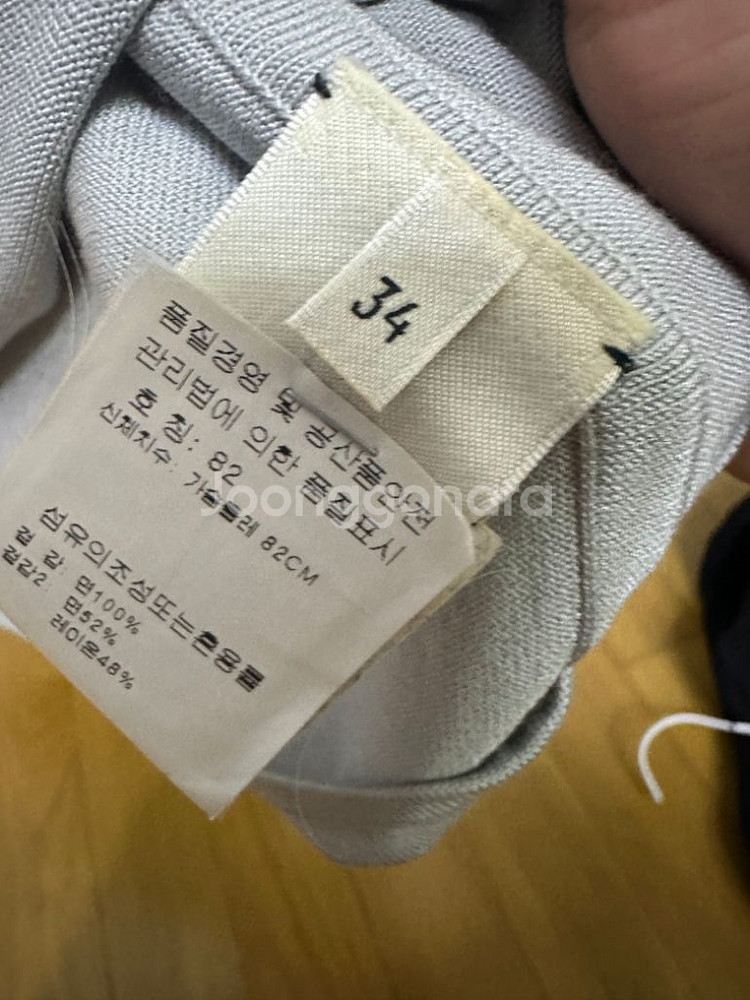 34
품질경영 및 공산품안전
관리법에 의한 품질표시
호 칭: 82
신체치수: 가슴둘레 82CM
섬유의조성또는혼용률
겉 감: 면100%
겉감2: 면52%
레이온48%
Joonggonara